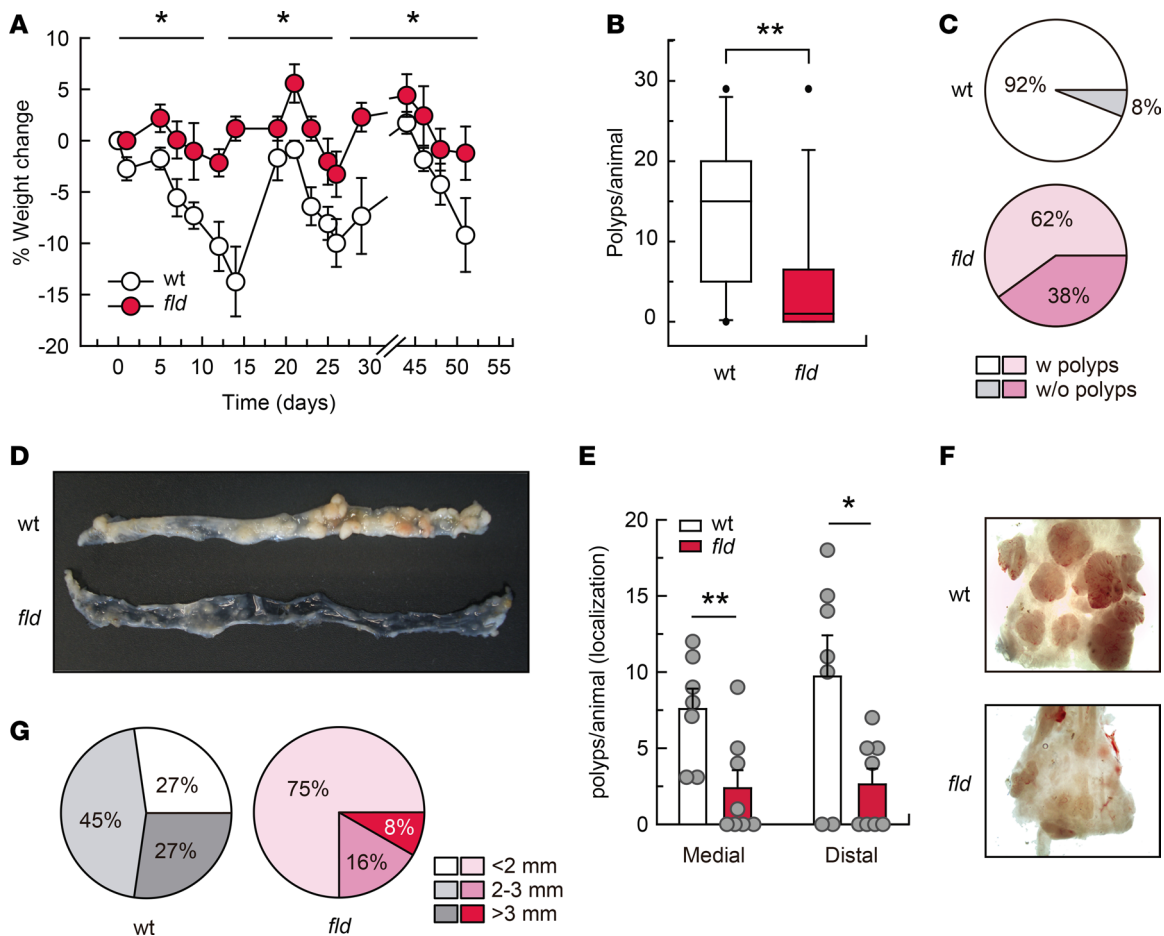 A
*
*
*
% Weight change
10
5
0
-5
-10
-15
-20
wt
fld
0
5
10
15
20
25
30
45
50
55
Time (days)
B
**
Polyps/animal
30
20
10
0
wt
fld
C
wt
92%
8%
fld
62%
38%
w polyps
w/o polyps
D
wt
fld
E
polyps/animal (localization)
20
15
10
5
0
wt
fld
**
*
Medial
Distal
F
wt
fld
G
27%
45%
27%
wt
75%
8%
16%
fld
<2 mm
2-3 mm
>3 mm